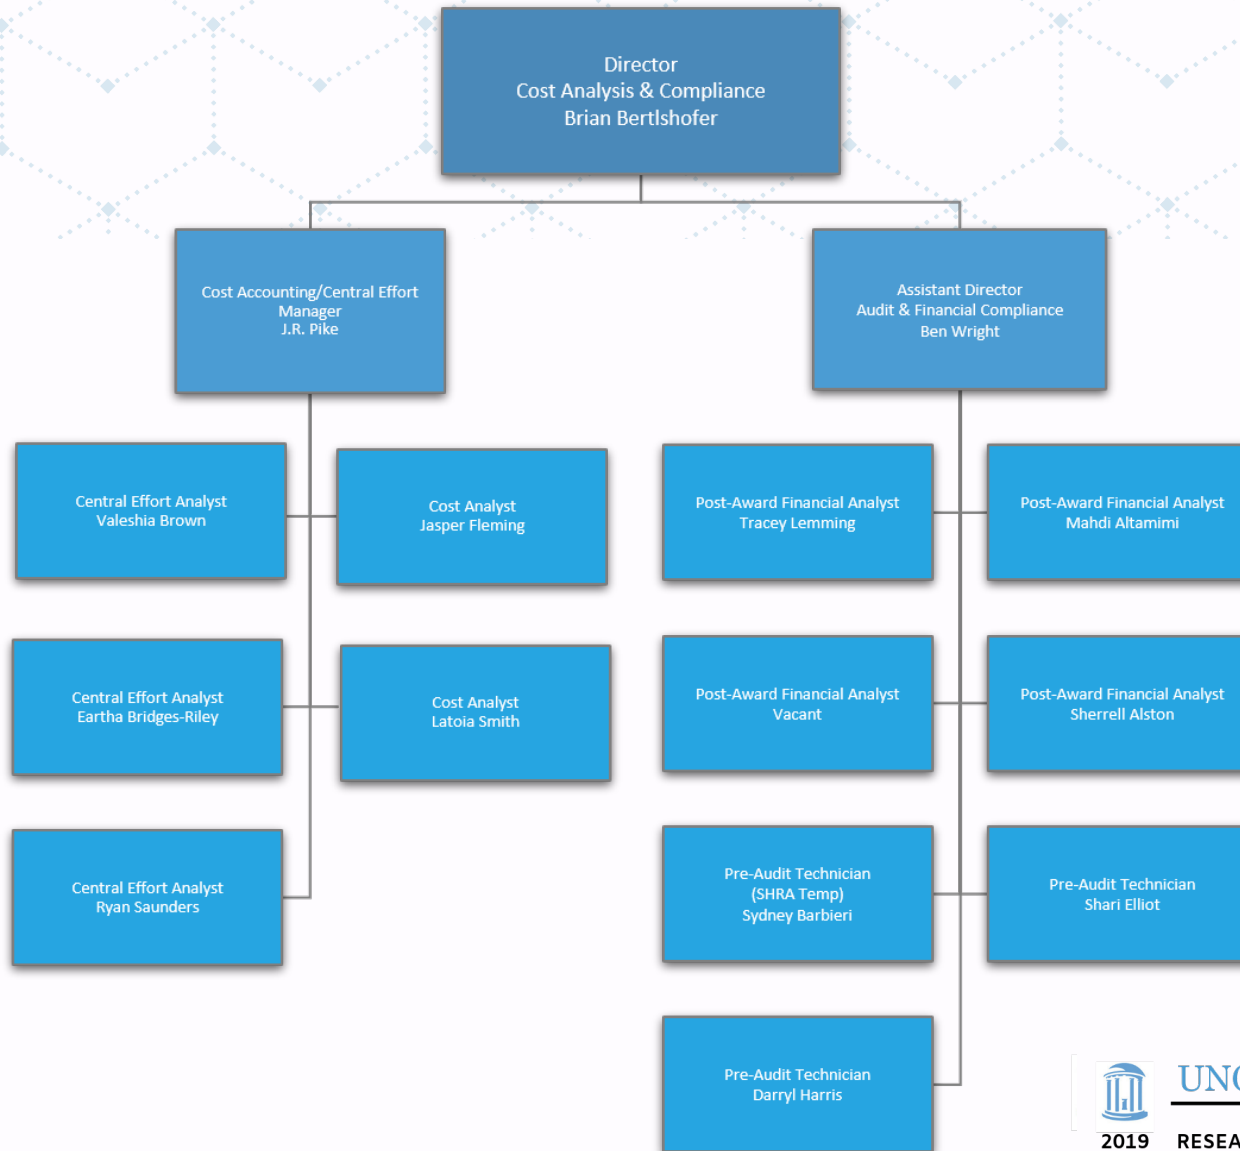 Director
Cost Analysis & Compliance
Brian Bertlshofer
Cost Accounting/Central Effort
Manager
J.R. Pike
Assistant Director
Audit & Financial Compliance
Ben Wright
Central Effort Analyst
Valeshia Brown
Cost Analyst
Jasper Fleming
Post-Award Financial Analyst
Tracey Lemming
Post-Award Financial Analyst
Mahdi Altamimi
Central Effort Analyst
Eartha Bridges-Riley
Cost Analyst
Latoia Smith
Post-Award Financial Analyst
Vacant
Post-Award Financial Analyst
Sherrell Alston
Central Effort Analyst
Ryan Saunders
Pre-Audit Technician
(SHRA Temp)
Sydney Barbieri
Pre-Audit Technician
Shari Elliot
Pre-Audit Technician
Darryl Harris
UNC
2019 RESEA